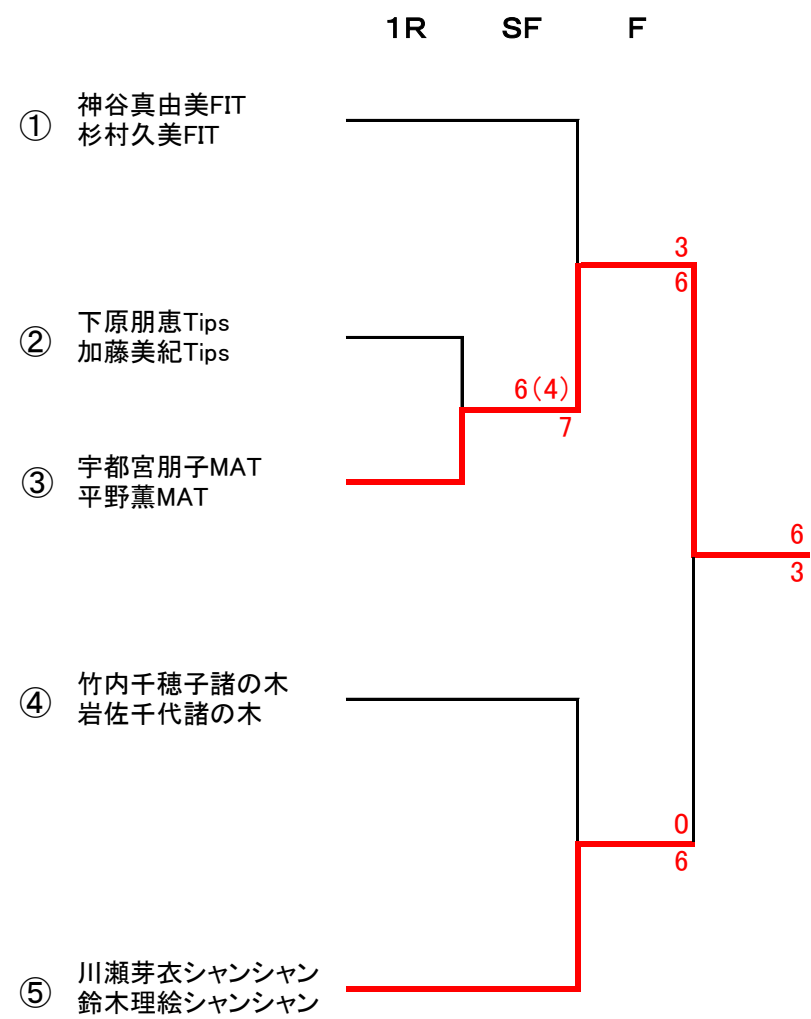 1R SF F
① 神谷真由美FIT
杉村久美FIT
3
6
② 下原朋恵Tips
加藤美紀Tips
6(4)
7
③ 宇都宮朋子MAT
平野薫MAT
6
3
④ 竹内千穂子諸の木
岩佐千代諸の木
0
6
⑤ 川瀬芽衣シャンシャン
鈴木理絵シャンシャン